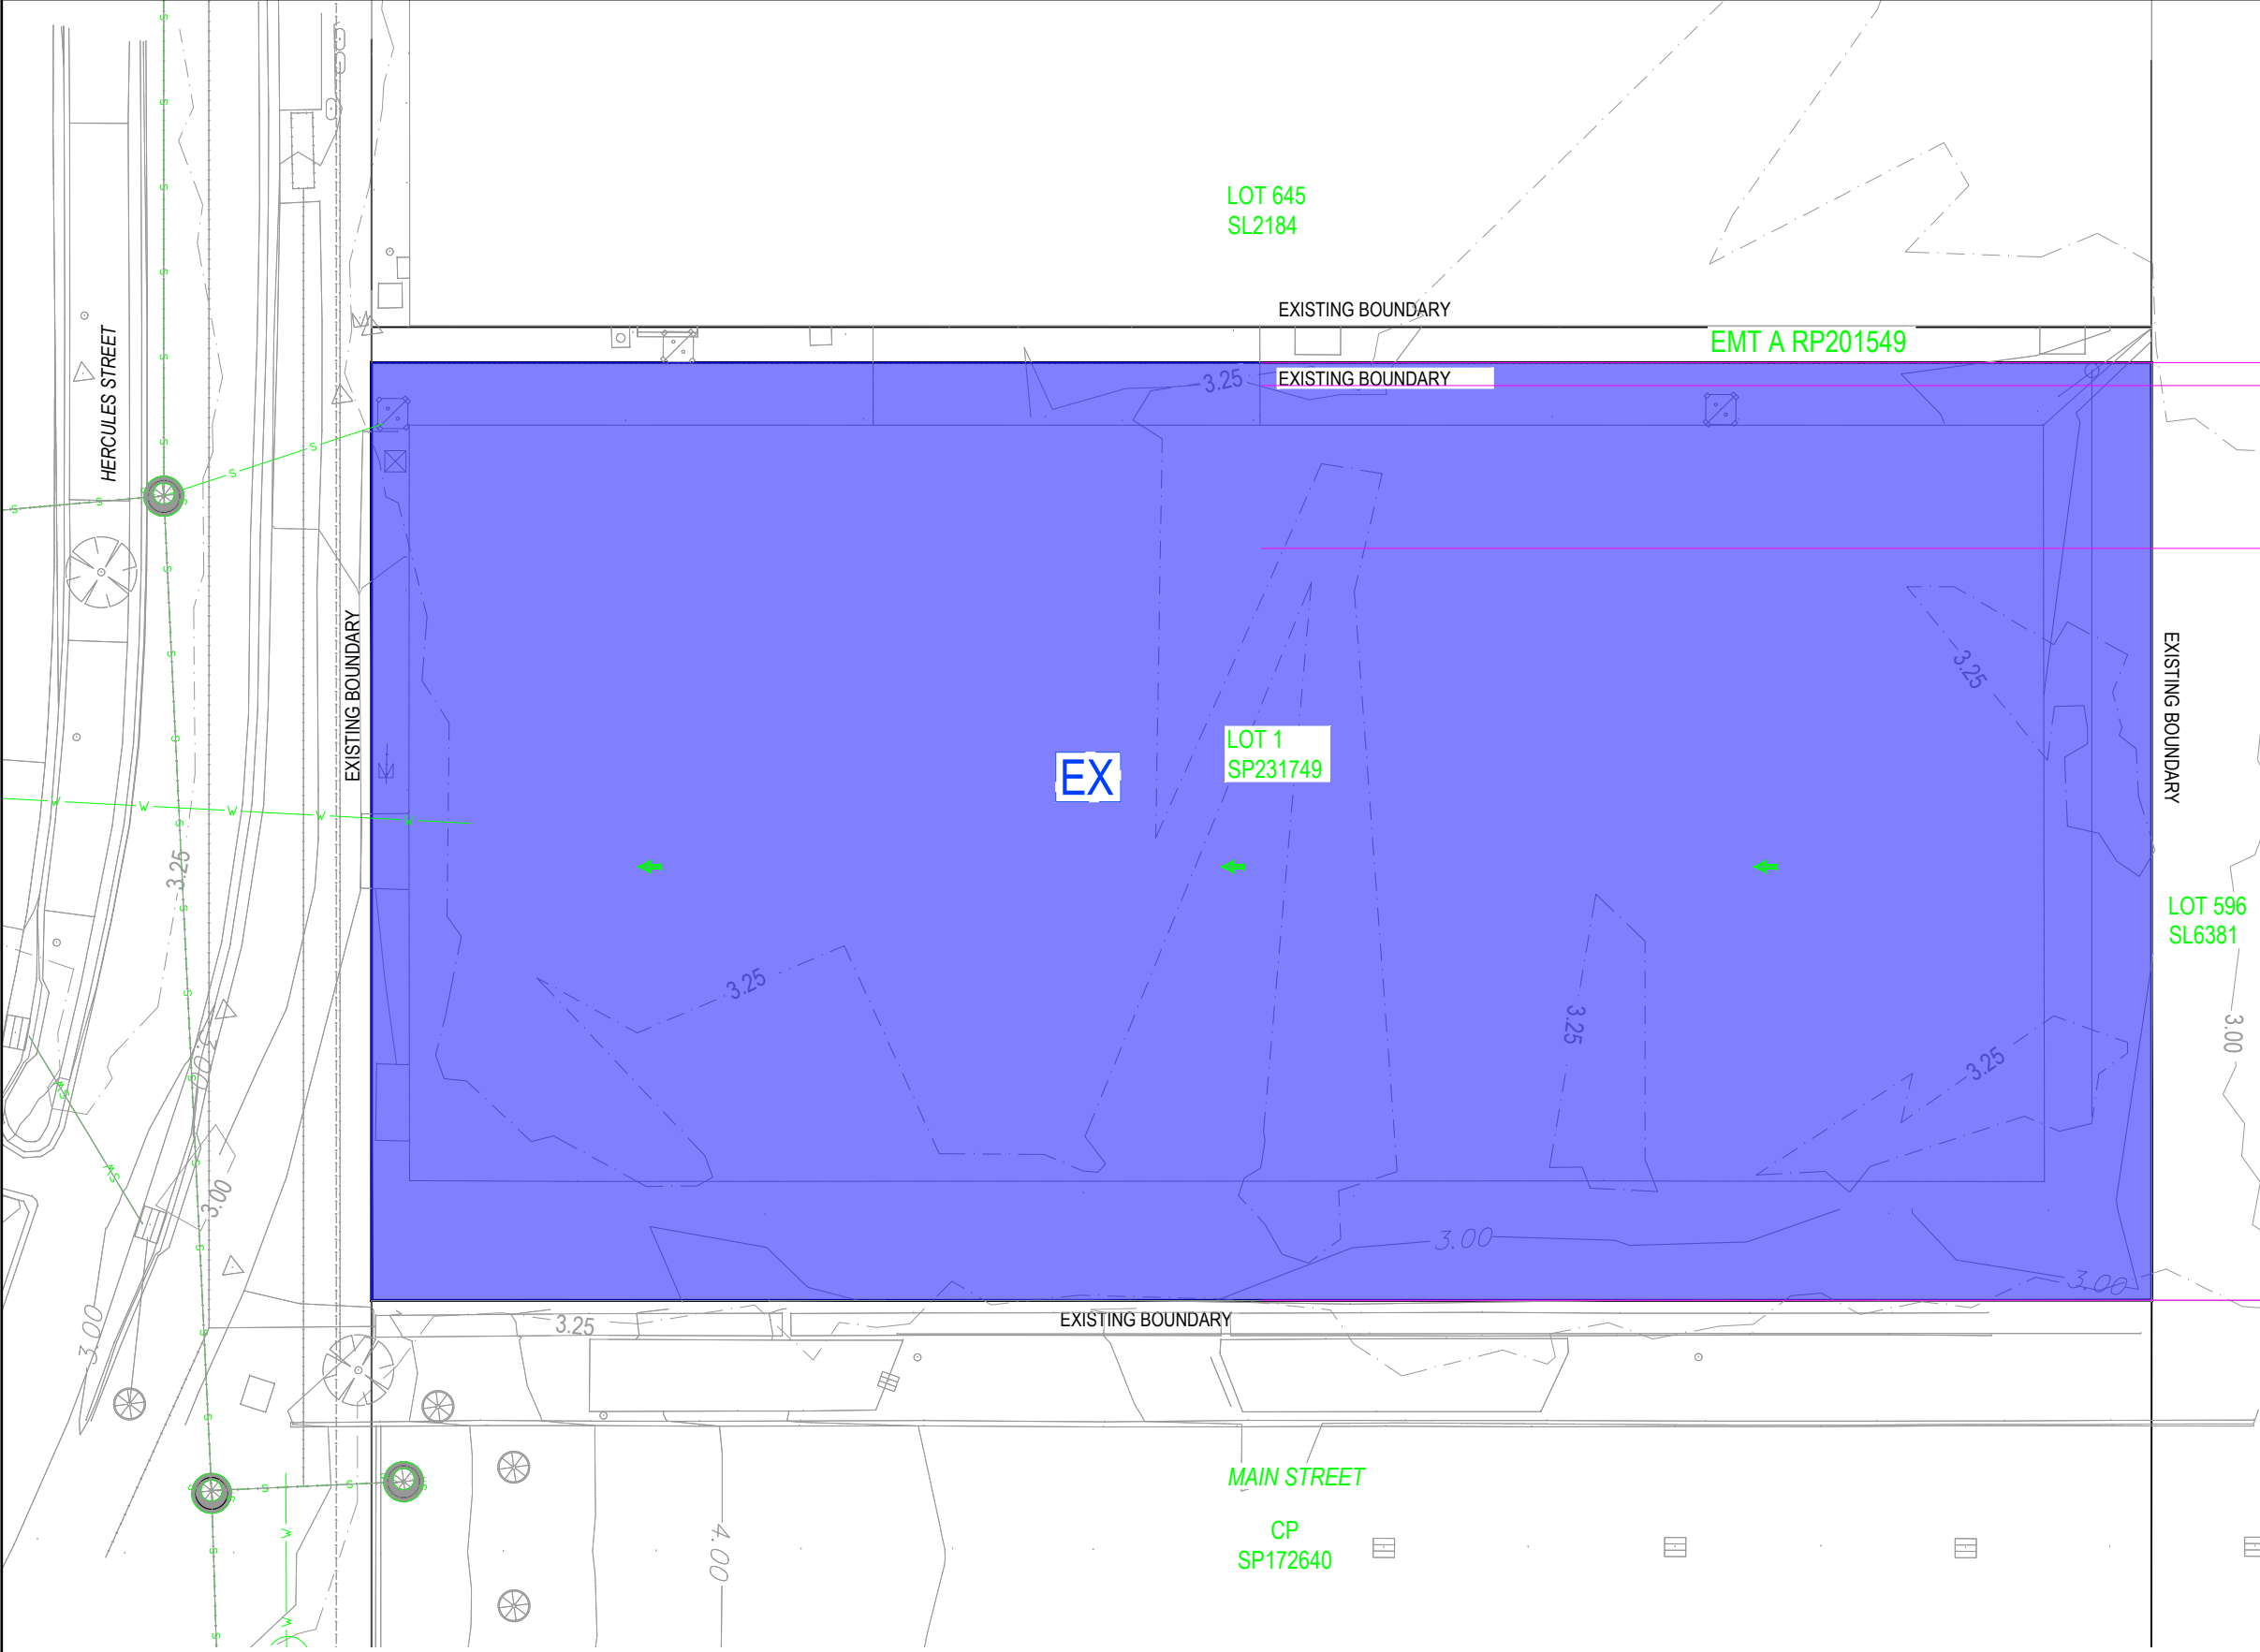 LOT 645
SL2184
EXISTING BOUNDARY
EMT A RP201549
HERCULES STREET
3.25
EXISTING BOUNDARY
EXISTING BOUNDARY
3.25
EXISTING BOUNDARY
LOT 1
SP231749
EX
3.25
LOT 596
SL6381
3.25
3.25
3.25
3.00
3.00
3.00
3.00
3.00
3.00
3.25
EXISTING BOUNDARY
MAIN STREET
4.00
CP
SP172640
S
S
S
S
S
S
S
S
S
S
S
W
W
W
W
W
W
W